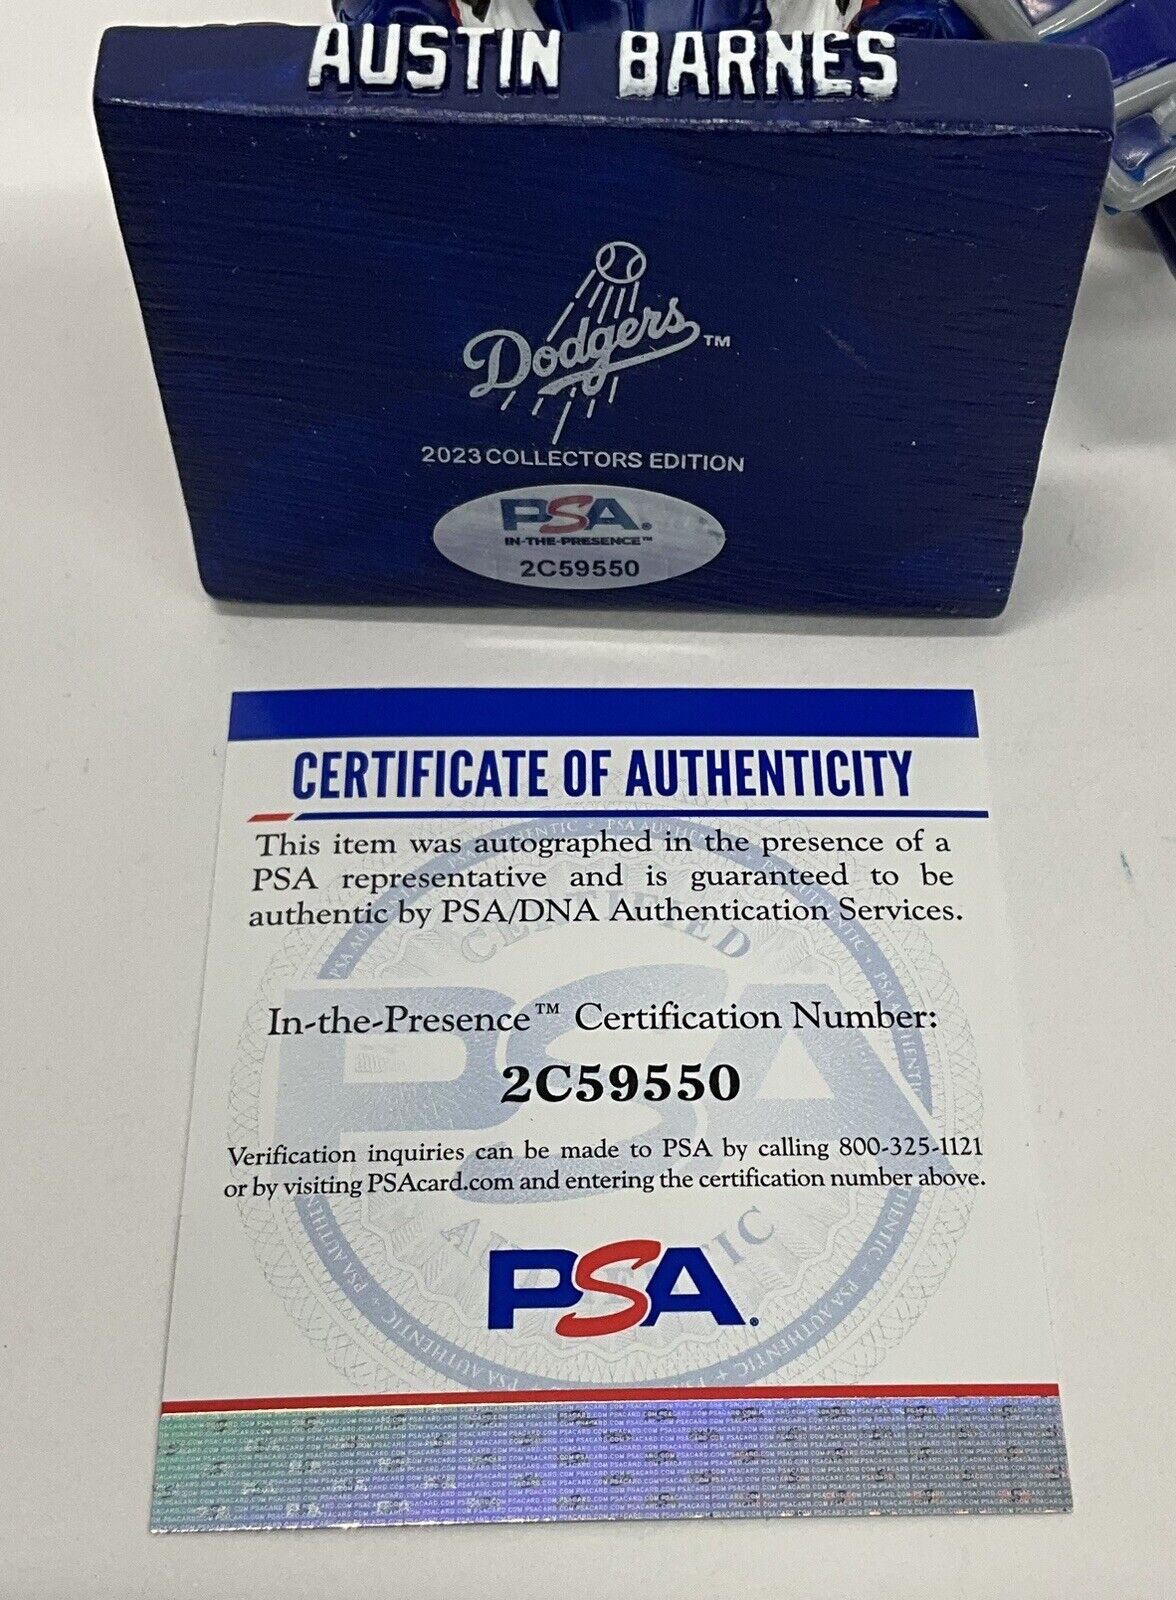 AUSTIN BARNES
Dodgers™
2023 COLLECTORS EDITION
PSA®
IN-THE-PRESENCE™
2C59550
CERTIFICATE OF AUTHENTICITY
This item was autographed in the presence of a
PSA representative and is guaranteed to be
authentic by PSA/DNA Authentication Services.
In-the-Presence™ Certification Number:
2C59550
Verification inquiries can be made to PSA by calling 800-325-1121
or by visiting PSAcard.com and entering the certification number above.
PSA®